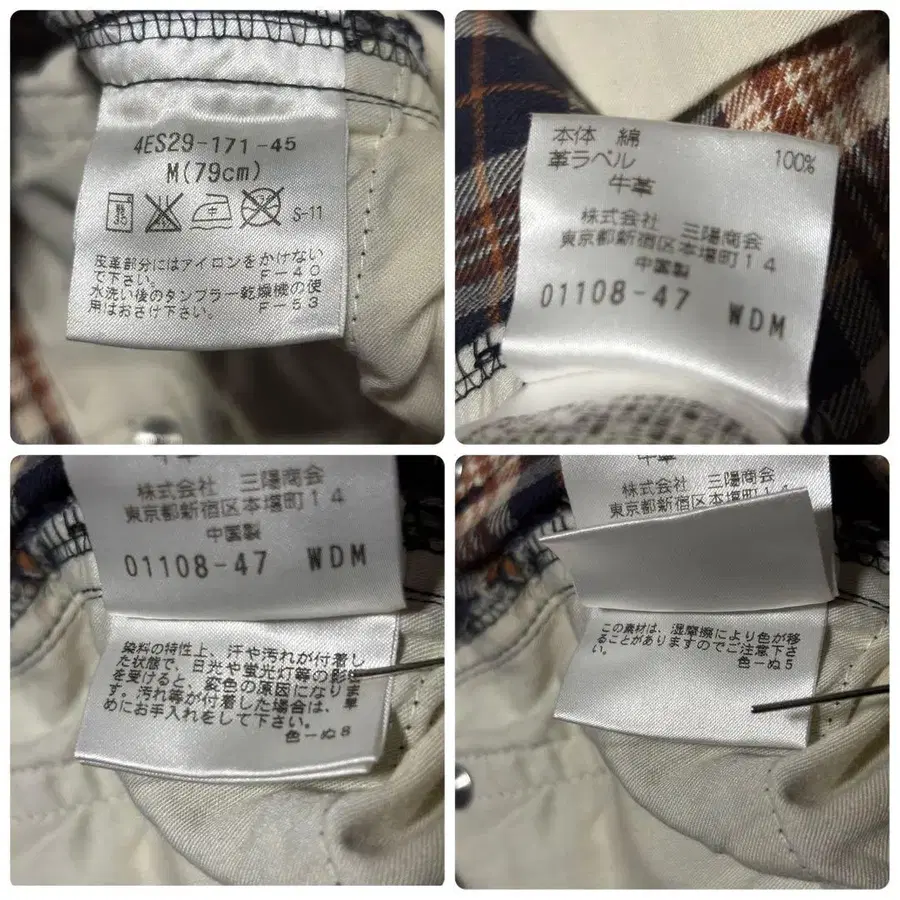 4ES29-171-45
M(79cm)
中
S-11
皮革部分にはアイロンをかけない
で下さい。 F-40
水洗い後のタンブラー乾燥機の使
用はおさけ下さい。 F-53
本体 綿 100%
革ラベル
牛革
株式会社 三陽商会
東京都新宿区本塩町14
中国製
01108-47 WDM
株式会社 三陽商会
東京都新宿区本塩町14
中国製
01108-47 WDM
染料の特性上、汗や汚れが付着し
た状態で、日光や蛍光灯等の影
を受けると、変色の原因になりま
す。汚れ等が付着した場合は、早
めにお手入れをして下さい。
色-ぬ8
牛革
株式会社 三陽商会
東京都新宿区本塩町14
この素材は、湿摩擦により色が移
ることがありますのでご注意下さ
い。
色-ぬ5